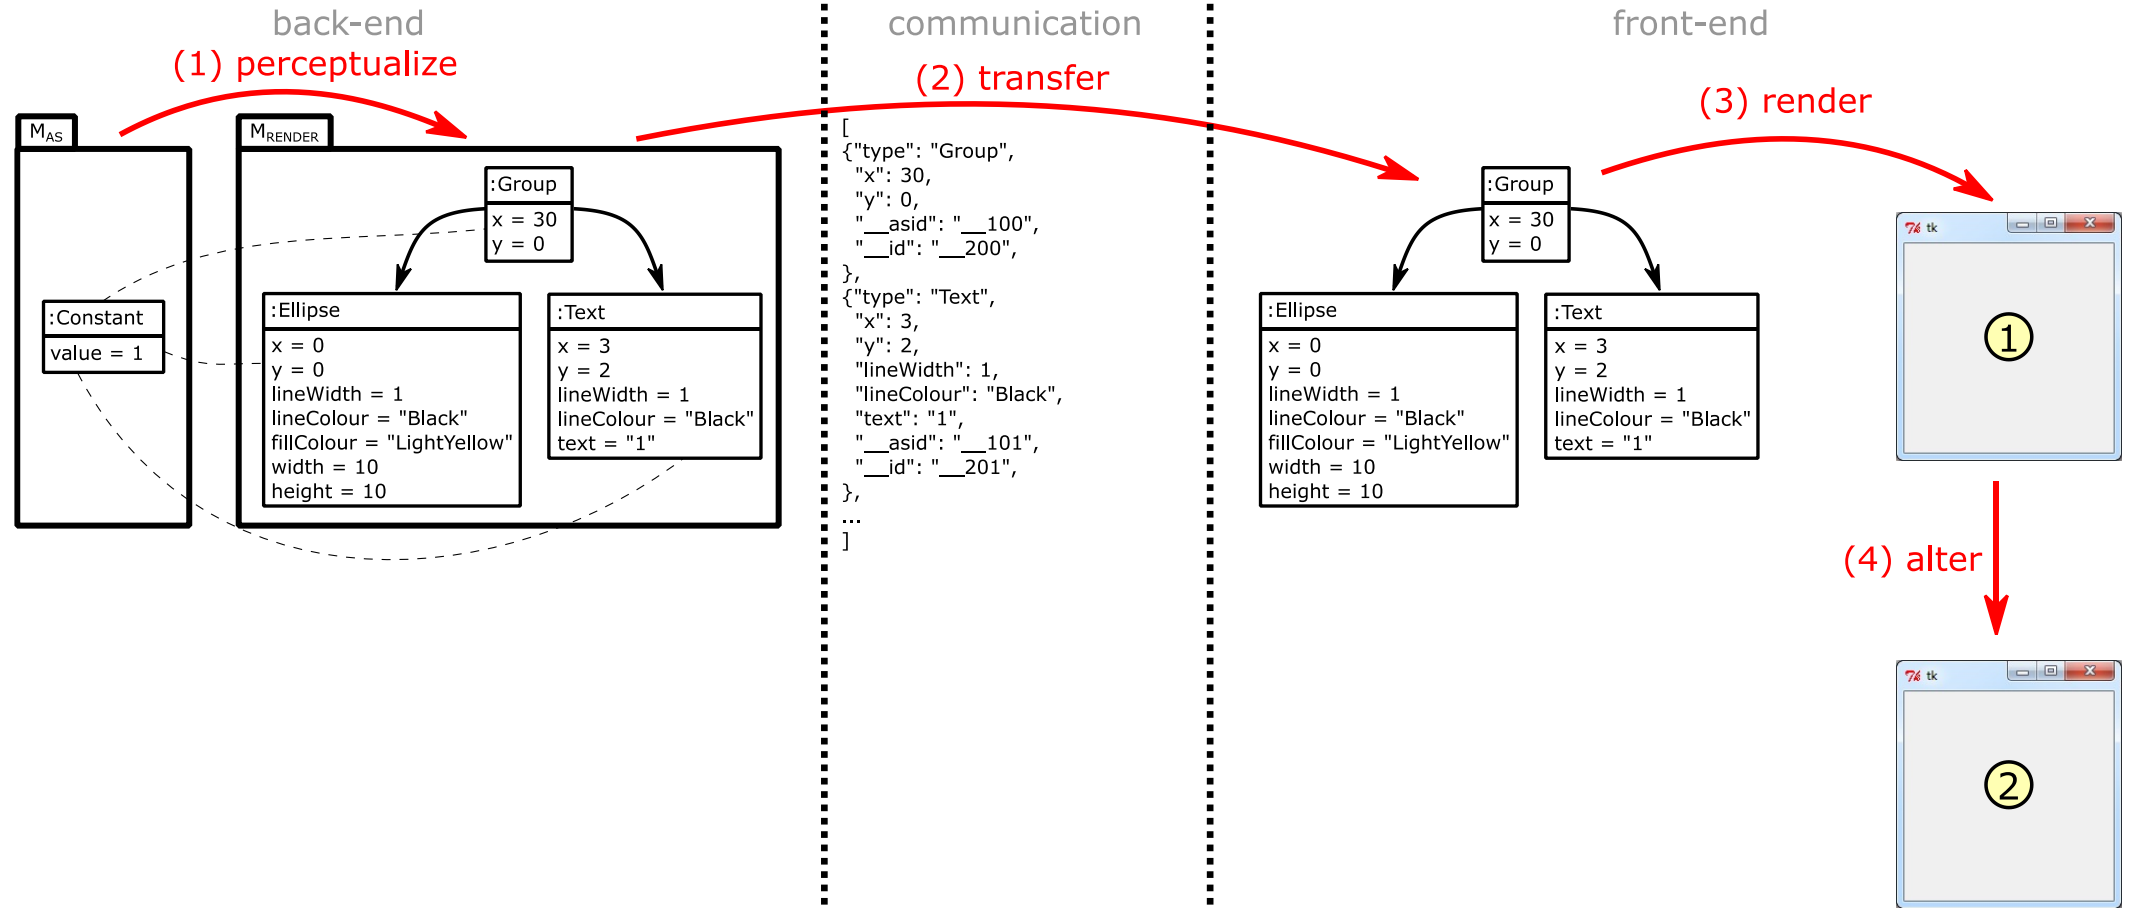 back-end
communication
front-end
(1) perceptualize
(2) transfer
(3) render
M_AS
:Constant
value = 1
M_RENDER
:Group
x = 30
y = 0
:Ellipse
x = 0
y = 0
lineWidth = 1
lineColour = "Black"
fillColour = "LightYellow"
width = 10
height = 10
:Text
x = 3
y = 2
lineWidth = 1
lineColour = "Black"
text = "1"
[
{"type": "Group",
"x": 30,
"y": 0,
"__asid": "__100",
"__id": "__200",
},
{"type": "Text",
"x": 3,
"y": 2,
"lineWidth": 1,
"lineColour": "Black",
"text": "1",
"__asid": "__101",
"__id": "__201",
},
...
]
:Group
x = 30
y = 0
:Ellipse
x = 0
y = 0
lineWidth = 1
lineColour = "Black"
fillColour = "LightYellow"
width = 10
height = 10
:Text
x = 3
y = 2
lineWidth = 1
lineColour = "Black"
text = "1"
tk
1
(4) alter
tk
2